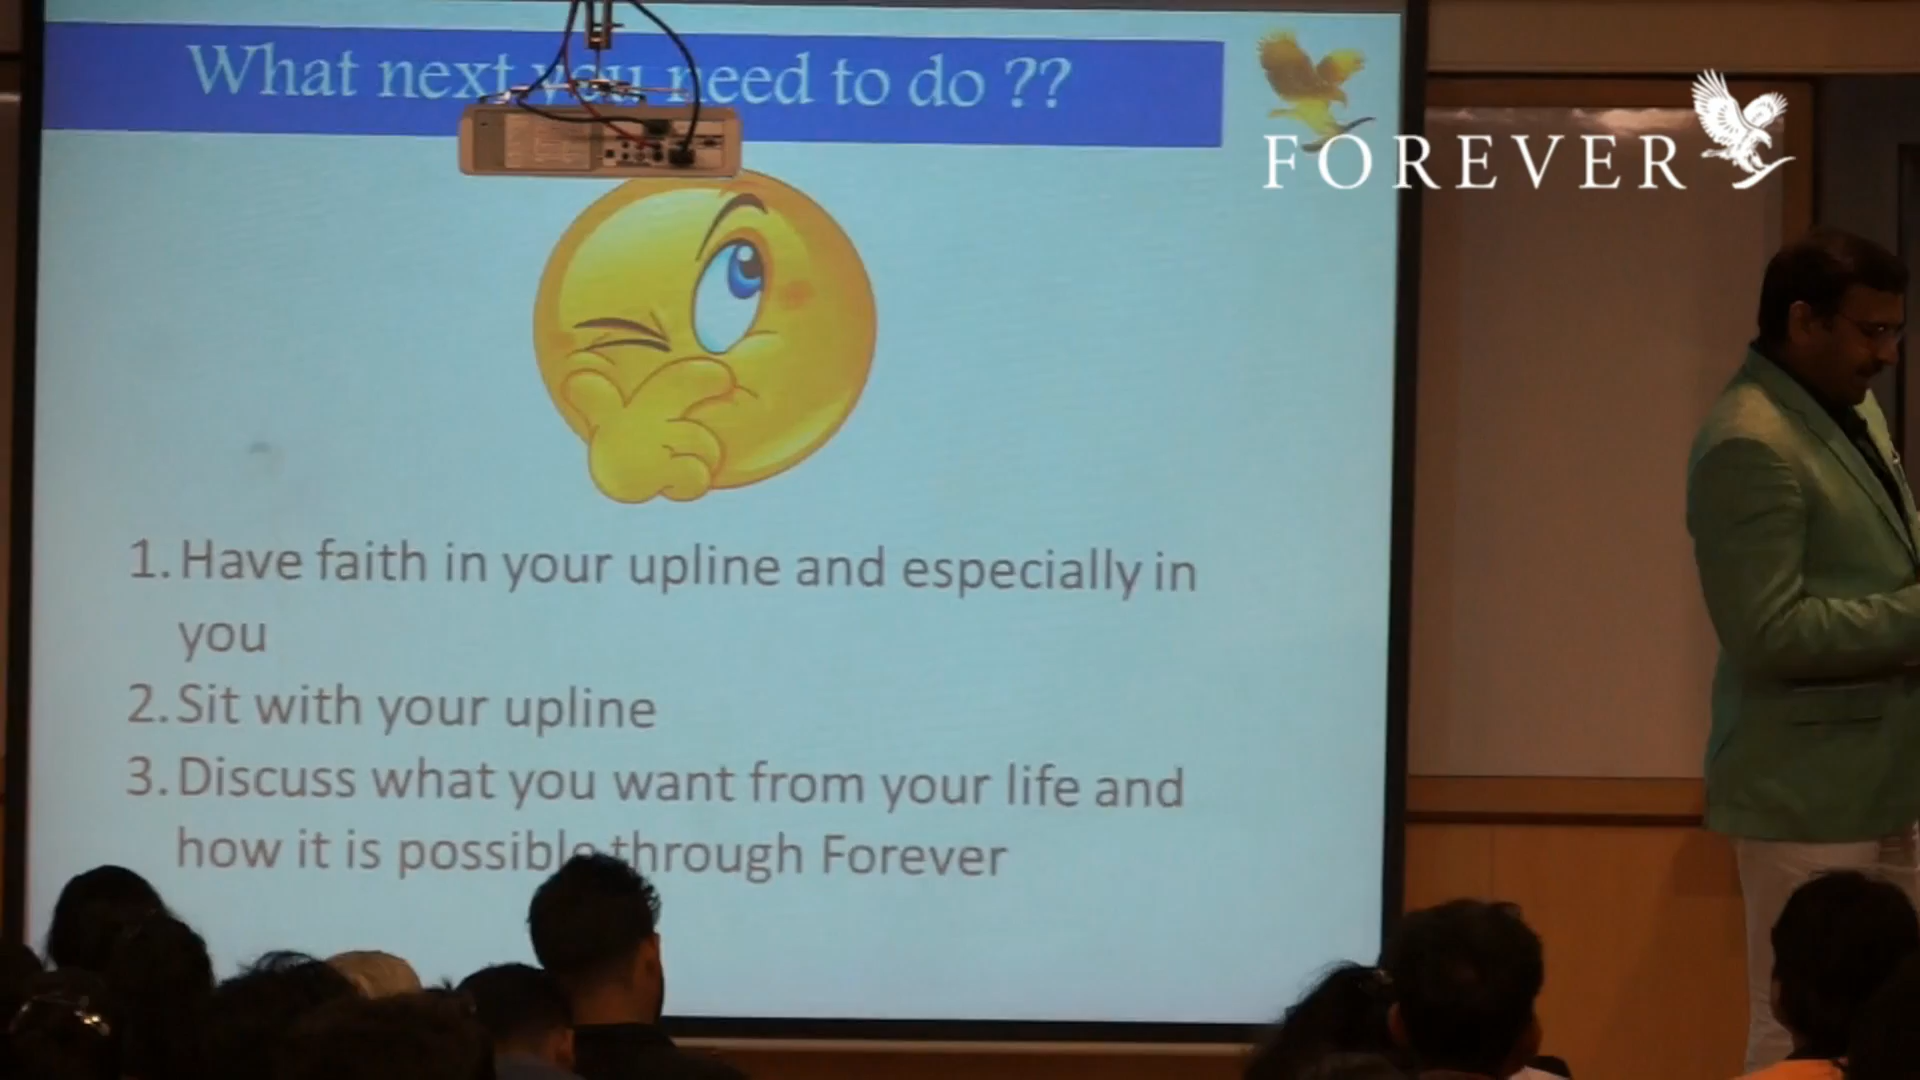 What next you need to do ??
FOREVER
1. Have faith in your upline and especially in
you
2. Sit with your upline
3. Discuss what you want from your life and
how it is possible through Forever